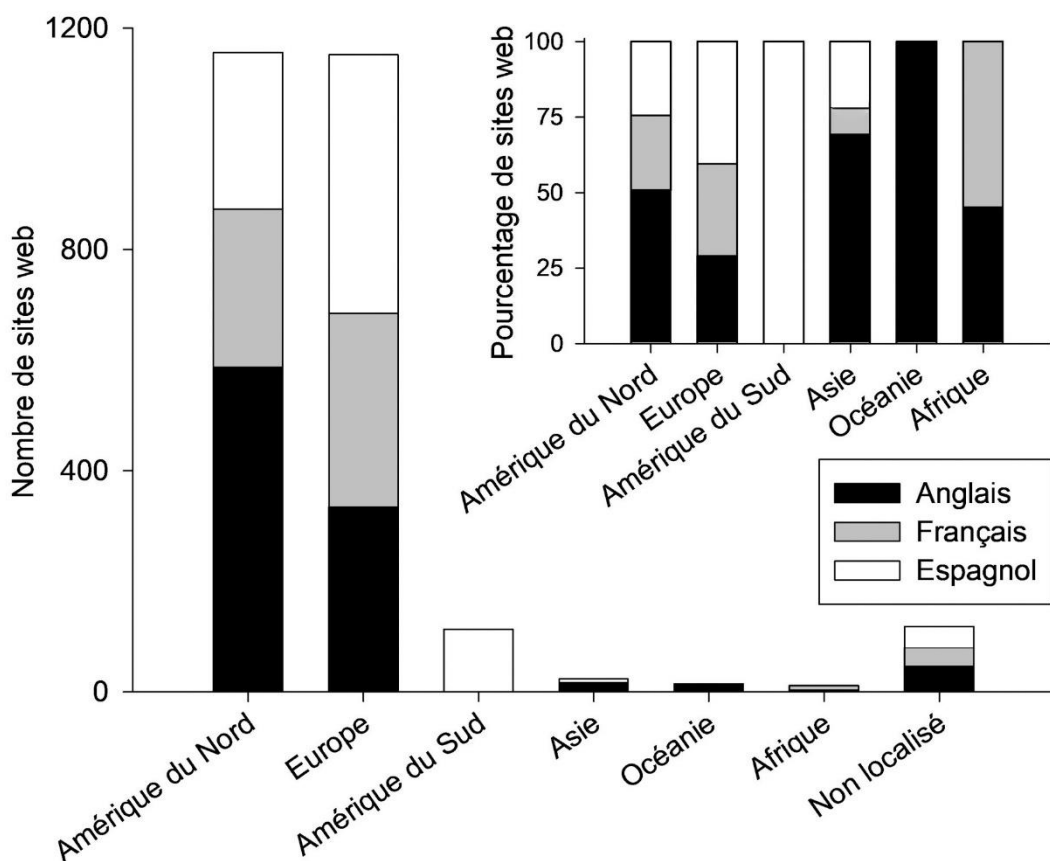 Nombre de sites web
1200
800
400
0
Amérique du Nord
Europe
Amérique du Sud
Asie
Océanie
Afrique
Non localisé
Pourcentage de sites web
100
75
50
25
0
Amérique du Nord
Europe
Amérique du Sud
Asie
Océanie
Afrique
Anglais
Français
Espagnol